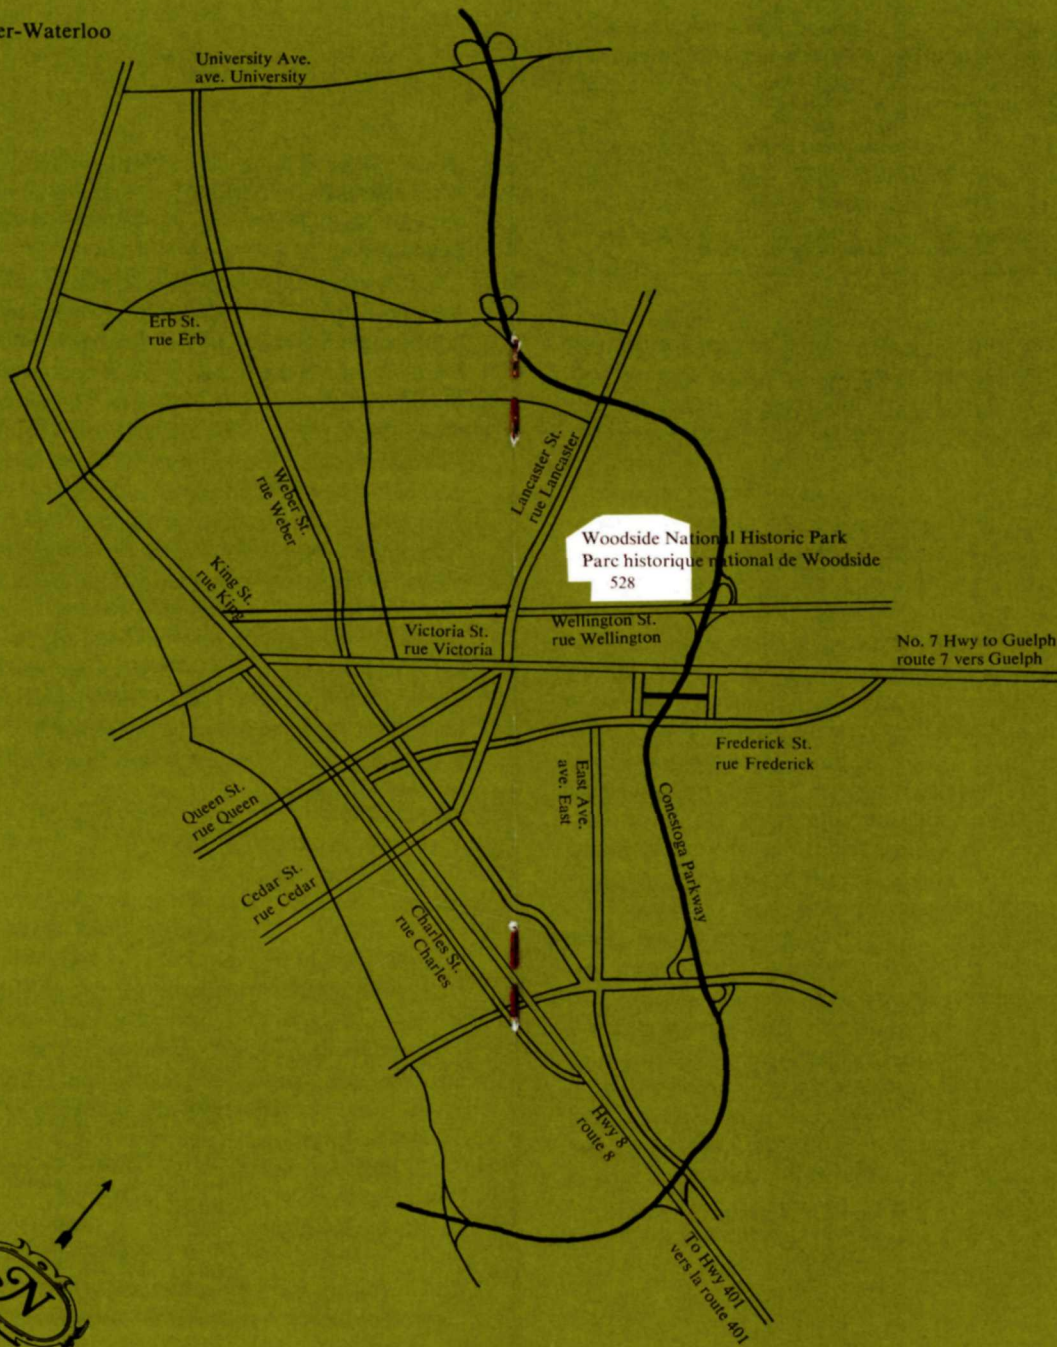 er-Waterloo
University Ave.
ave. University
Erb St.
rue Erb
Weber St.
rue Weber
Lancaster St.
rue Lancaster
Woodside National Historic Park
Parc historique national de Woodside
528
King St.
rue King
Victoria St.
rue Victoria
Wellington St.
rue Wellington
No. 7 Hwy to Guelph
route 7 vers Guelph
Frederick St.
rue Frederick
East Ave.
ave. East
Queen St.
rue Queen
Conestoga Parkway
Cedar St.
rue Cedar
Charles St.
rue Charles
Hwy 8
route 8
To Hwy 401
vers la route 401
N